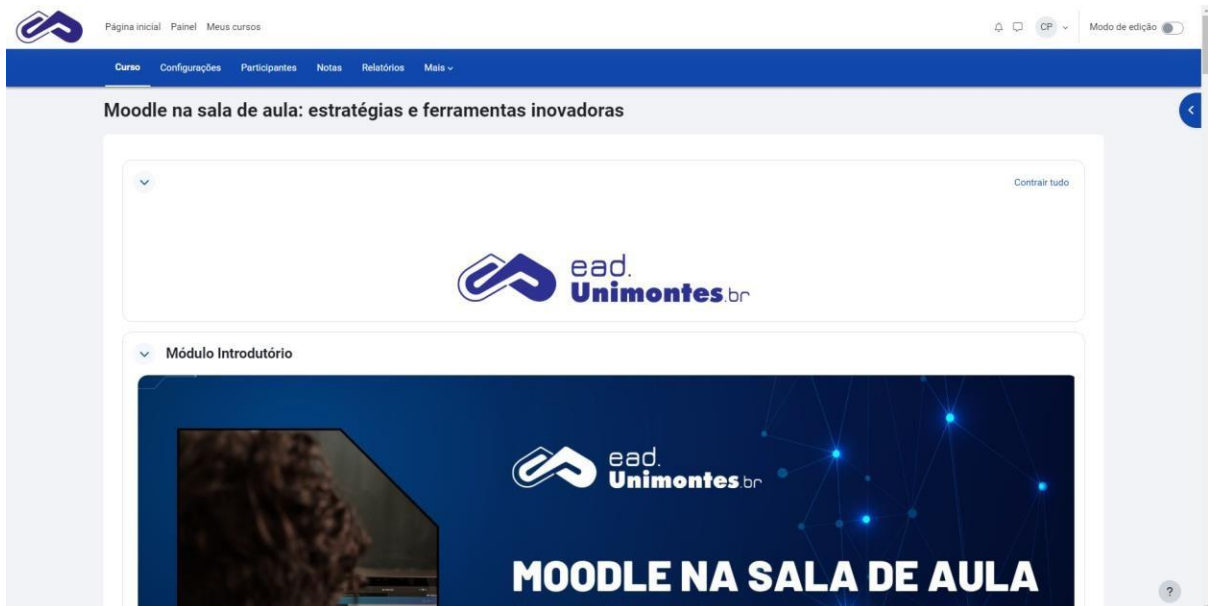 Página inicial Painel Meus cursos
CP
Modo de edição
Curso Configurações Participantes Notas Relatórios Mais
Moodle na sala de aula: estratégias e ferramentas inovadoras
Contrair tudo
ead.
Unimontes.br
Módulo Introdutório
ead.
Unimontes.br
MOODLE NA SALA DE AULA
?